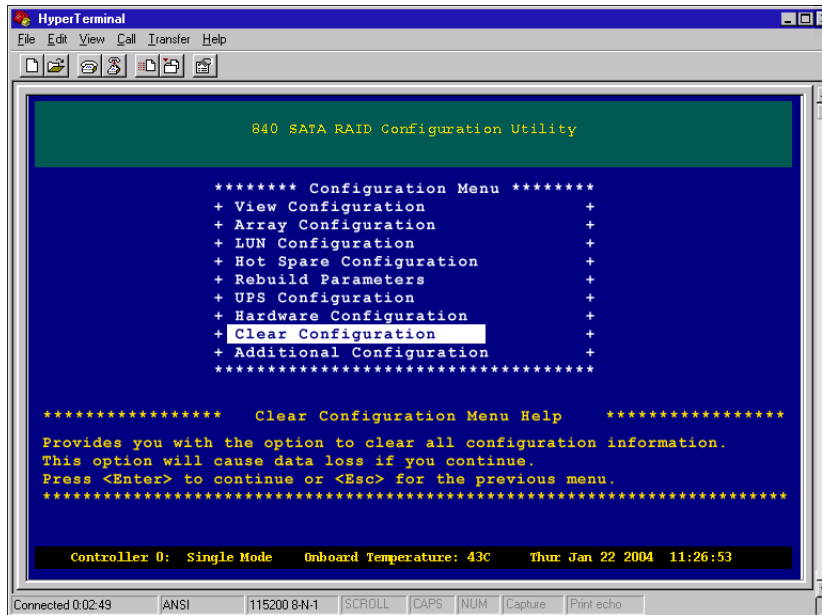 HyperTerminal
File Edit View Call Transfer Help
840 SATA RAID Configuration Utility
******** Configuration Menu ********
+ View Configuration +
+ Array Configuration +
+ LUN Configuration +
+ Hot Spare Configuration +
+ Rebuild Parameters +
+ UPS Configuration +
+ Hardware Configuration +
+ Clear Configuration +
+ Additional Configuration +
************************************
***************** Clear Configuration Menu Help *****************
Provides you with the option to clear all configuration information.
This option will cause data loss if you continue.
Press <Enter> to continue or <Esc> for the previous menu.
***********************************************************************
Controller 0: Single Mode Onboard Temperature: 43C Thur Jan 22 2004 11:26:53
Connected 0:02:49 ANSI 115200 8-N-1 SCROLL CAPS NUM Capture Print echo